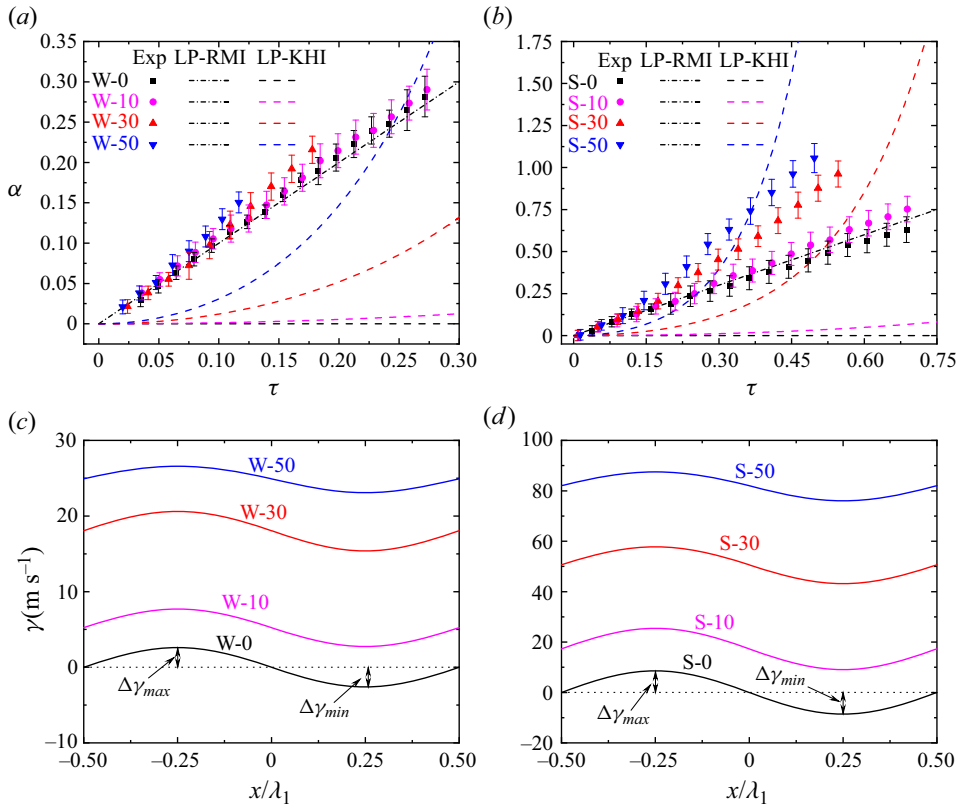 (a)
(b)
Exp LP-RMI LP-KHI
W-0
W-10
W-30
W-50
0.35
0.30
0.25
0.20
0.15
0.10
0.05
0
α
0 0.05 0.10 0.15 0.20 0.25 0.30
τ
Exp LP-RMI LP-KHI
S-0
S-10
S-30
S-50
1.75
1.50
1.25
1.00
0.75
0.50
0.25
0
0 0.15 0.30 0.45 0.60 0.75
τ
(c)
(d)
30
20
10
0
−10
γ(m s−1)
W-50
W-30
W-10
W-0
Δγmax
Δγmin
−0.50 −0.25 0 0.25 0.50
x/λ1
100
80
60
40
20
0
−20
S-50
S-30
S-10
S-0
Δγmax
Δγmin
−0.50 −0.25 0 0.25 0.50
x/λ1